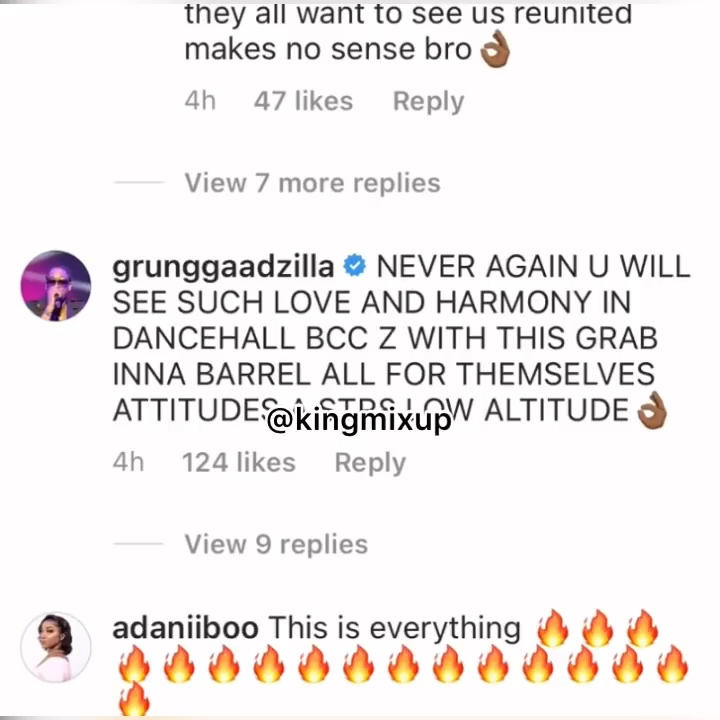 they all want to see us reunited
makes no sense bro 👌🏾
4h 47 likes Reply
View 7 more replies
grunggaadzilla NEVER AGAIN U WILL
SEE SUCH LOVE AND HARMONY IN
DANCEHALL BCC Z WITH THIS GRAB
INNA BARREL ALL FOR THEMSELVES
ATTITUDES A LOW ALTITUDE 👌🏾
@kingmixup
4h 124 likes Reply
View 9 replies
adaniiboo This is everything 🔥🔥🔥
🔥🔥🔥🔥🔥🔥🔥🔥🔥🔥🔥🔥🔥
🔥